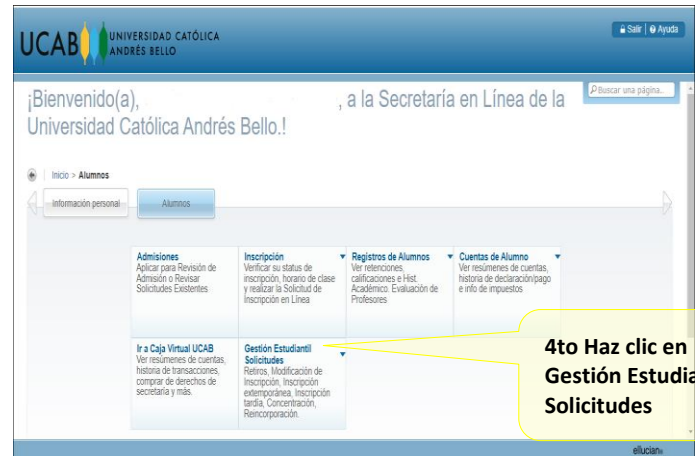 UCAB UNIVERSIDAD CATÓLICA
ANDRÉS BELLO
Salir | Ayuda
¡Bienvenido(a), , a la Secretaría en Línea de la
Universidad Católica Andrés Bello.!
Buscar una página..
Inicio > Alumnos
Información personal
Alumnos
Admisiones
Aplicar para Revisión de
Admisión o Revisar
Solicitudes Existentes
Inscripción
Verificar su status de
inscripción, horario de clase
y realizar la Solicitud de
Inscripción en Línea
Registros de Alumnos
Ver retenciones,
calificaciones e Hist.
Académico. Evaluación de
Profesores
Cuentas de Alumno
Ver resúmenes de cuentas,
historia de declaración/pago
e info de impuestos
Ir a Caja Virtual UCAB
Ver resúmenes de cuentas,
historia de transacciones,
comprar de derechos de
secretaría y más.
Gestión Estudiantil
Solicitudes
Retiros, Modificación de
Inscripción, Inscripción
extemporánea, Inscripción
tardía, Concentración,
Reincorporación.
4to Haz clic en
Gestión Estudia
Solicitudes
ellucian